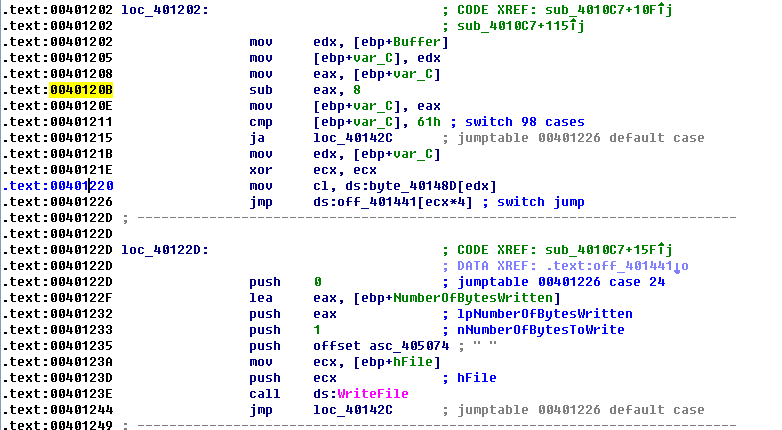 .text:00401202 loc_401202: ; CODE XREF: sub_4010C7+10F↑j
.text:00401202 ; sub_4010C7+115↑j
.text:00401202 mov edx, [ebp+Buffer]
.text:00401205 mov [ebp+var_C], edx
.text:00401208 mov eax, [ebp+var_C]
.text:0040120B sub eax, 8
.text:0040120E mov [ebp+var_C], eax
.text:00401211 cmp [ebp+var_C], 61h ; switch 98 cases
.text:00401215 ja loc_40142C ; jumptable 00401226 default case
.text:0040121B mov edx, [ebp+var_C]
.text:0040121E xor ecx, ecx
.text:00401220 mov cl, ds:byte_40148D[edx]
.text:00401226 jmp ds:off_401441[ecx*4] ; switch jump
.text:0040122D ; ---------------------------------------------------------------------------
.text:0040122D
.text:0040122D loc_40122D: ; CODE XREF: sub_4010C7+15F↑j
.text:0040122D ; DATA XREF: .text:off_401441↓o
.text:0040122D push 0 ; jumptable 00401226 case 24
.text:0040122F lea eax, [ebp+NumberOfBytesWritten]
.text:00401232 push eax ; lpNumberOfBytesWritten
.text:00401233 push 1 ; nNumberOfBytesToWrite
.text:00401235 push offset asc_405074 ; " "
.text:0040123A mov ecx, [ebp+hFile]
.text:0040123D push ecx ; hFile
.text:0040123E call ds:WriteFile
.text:00401244 jmp loc_40142C ; jumptable 00401226 default case
.text:00401249 ; ---------------------------------------------------------------------------